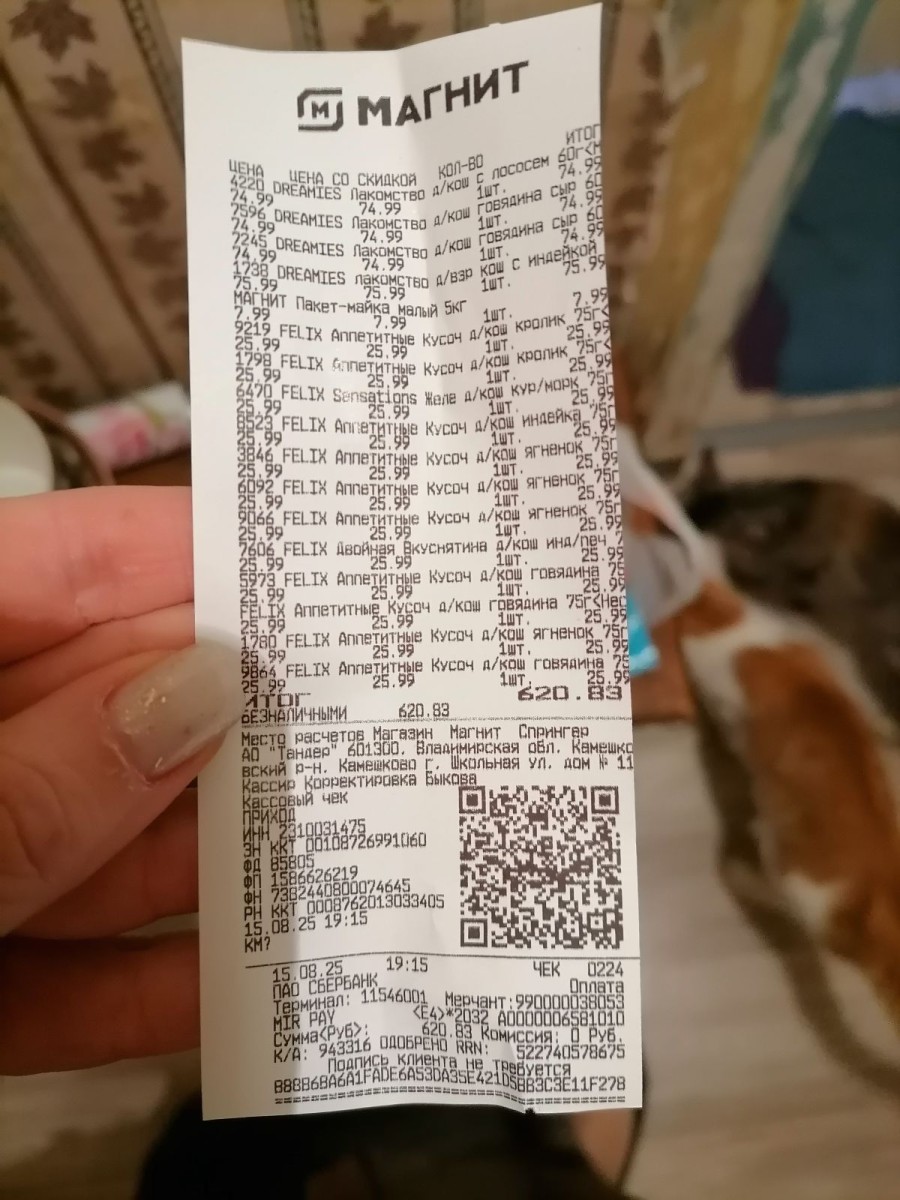 МАГНИТ
ЦЕНА ЦЕНА СО СКИДКОЙ КОЛ-ВО ИТОГ
4220 DREAMIES Лакомство д/кош с лососем 60г<Н
74.99 74.99 1шт. 74.99
7596 DREAMIES Лакомство д/кош говядина сыр 60
74.99 74.99 1шт. 74.99
7245 DREAMIES Лакомство д/кош говядина сыр 60
74.99 74.99 1шт. 74.99
1738 DREAMIES лакомство д/взр кош с индейкой
75.99 75.99 1шт. 75.99
МАГНИТ Пакет-майка малый 5кг
7.99 7.99 1шт. 7.99
9219 FELIX Аппетитные Кусоч д/кош кролик 75г<
25.99 25.99 1шт. 25.99
1798 FELIX Аппетитные Кусоч д/кош кролик 75г<
25.99 25.99 1шт. 25.99
6470 FELIX Sensations Желе д/кош кур/морк 75г
25.99 25.99 1шт. 25.99
8523 FELIX Аппетитные Кусоч д/кош индейка 75г
25.99 25.99 1шт. 25.99
3846 FELIX Аппетитные Кусоч д/кош ягненок 75г
25.99 25.99 1шт. 25.99
6092 FELIX Аппетитные Кусоч д/кош ягненок 75г
25.99 25.99 1шт. 25.99
9066 FELIX Аппетитные Кусоч д/кош ягненок 75г
25.99 25.99 1шт. 25.99
7606 FELIX Двойная Вкуснятина д/кош инд/печ 7
25.99 25.99 1шт. 25.99
5973 FELIX Аппетитные Кусоч д/кош говядина 75
25.99 25.99 1шт. 25.99
FELIX Аппетитные Кусоч д/кош говядина 75г<Нес
25.99 25.99 1шт. 25.99
1780 FELIX Аппетитные Кусоч д/кош ягненок 75г
25.99 25.99 1шт. 25.99
9864 FELIX Аппетитные Кусоч д/кош говядина 75
25.99 25.99 1шт. 25.99
ИТОГ 620.83
БЕЗНАЛИЧНЫМИ 620.83
Место расчетов Магазин Магнит Спрингер
АО "Тандер" 601300, Владимирская обл. Камешко
вский р-н. Камешково г. Школьная ул. дом № 11
Кассир Корректировка Быкова
Кассовый чек
ПРИХОД
ИНН 2310031475
ЗН ККТ 00108726991060
ФД 85805
ФП 1586626219
ФН 7382440800074645
РН ККТ 0008762013033405
15.08.25 19:15
КМ?
15.08.25 19:15 ЧЕК 0224
ПАО СБЕРБАНК Оплата
Терминал: 11546001 Мерчант:990000038053
MIR PAY <E4>*2032 A0000006581010
Сумма<Руб>: 620.83 Комиссия: 0 Руб.
К/А: 943316 ОДОБРЕНО RRN: 522740578675
Подпись клиента не требуется